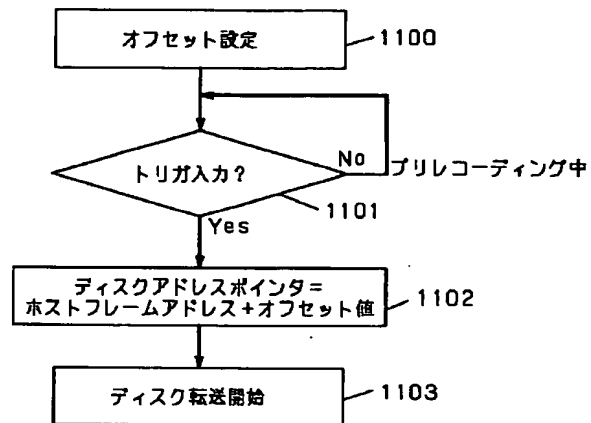 オフセット設定
1100
トリガ入力?
No
プリレコーディング中
1101
Yes
ディスクアドレスポインタ=
ホストフレームアドレス+オフセット値
1102
ディスク転送開始
1103